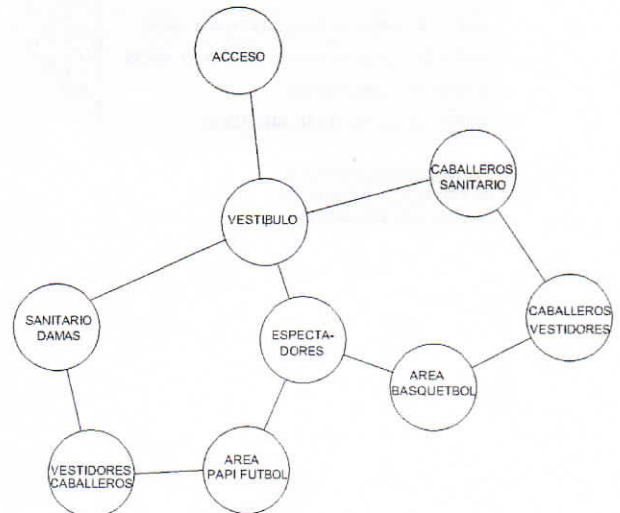 ACCESO
CABALLEROS
SANITARIO
VESTIBULO
SANITARIO
DAMAS
ESPECTA-
DORES
CABALLEROS
VESTIDORES
AREA
BASQUETBOL
VESTIDORES
CABALLEROS
AREA
PAPI FUTBOL